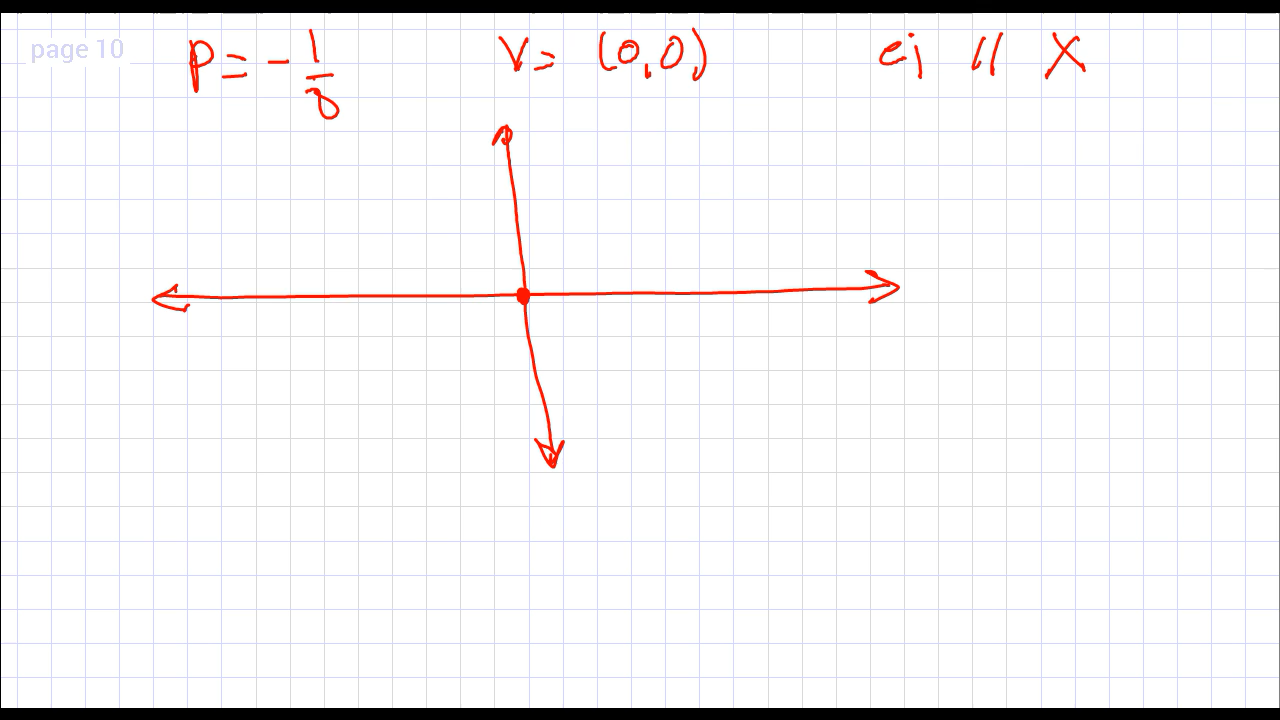 page 10
P = - 1/8 V = (0,0) ej // X